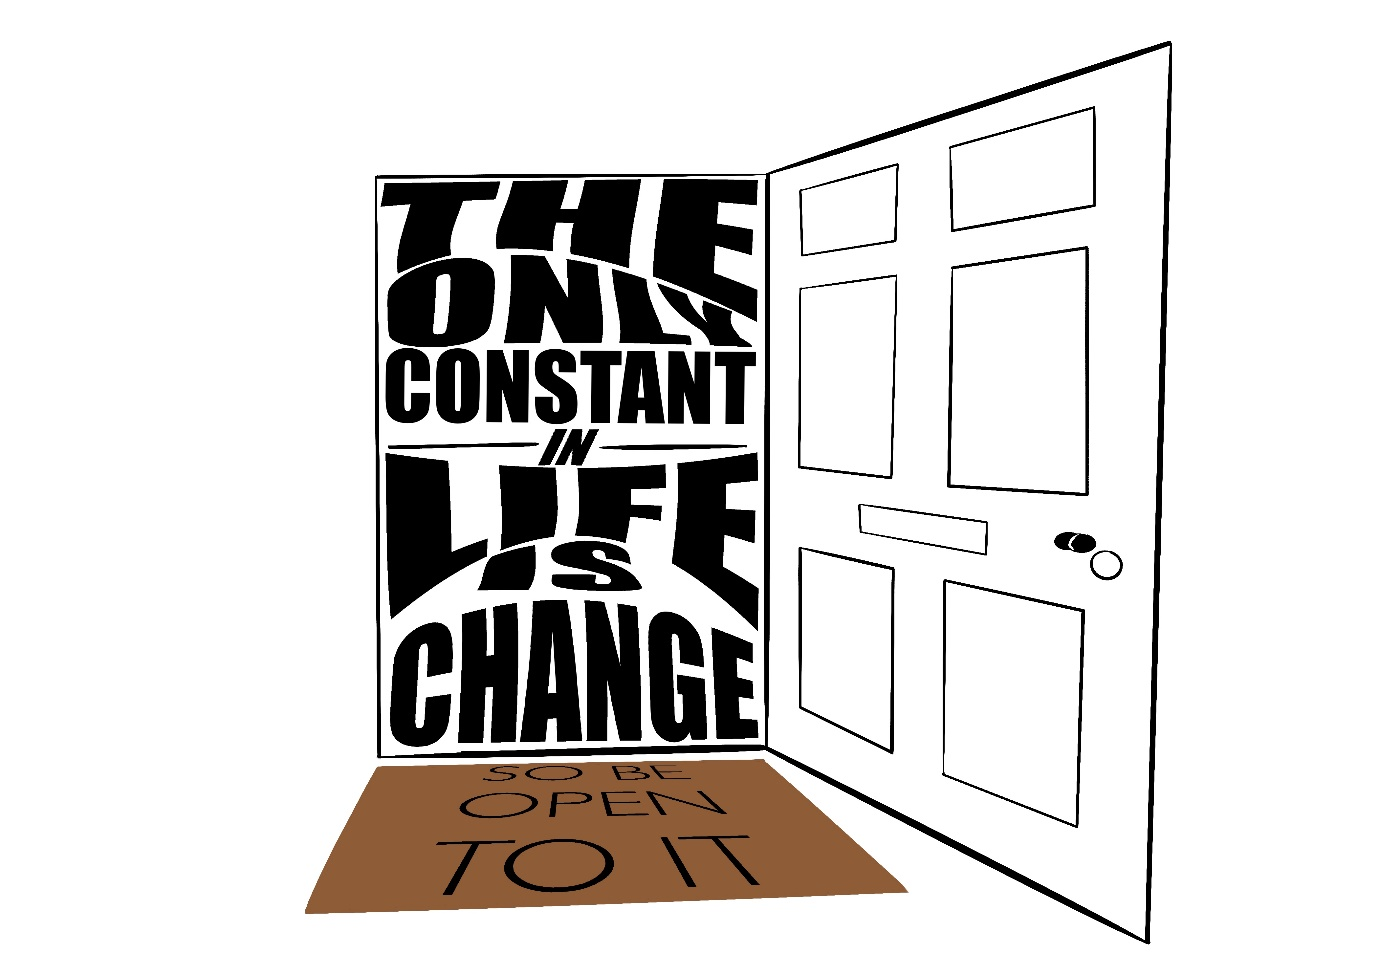 THE
ONLY
CONSTANT
IN
LIFE
IS
CHANGE
SO BE
OPEN
TO IT